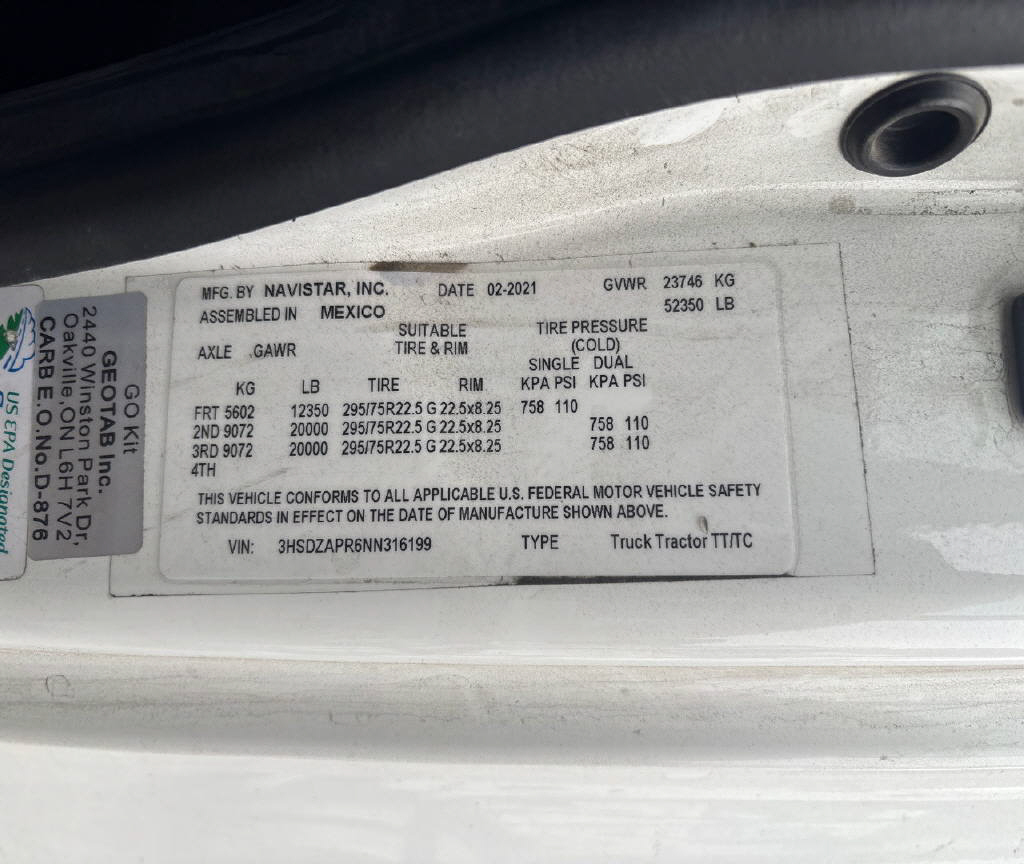 MFG. BY NAVISTAR, INC. DATE 02-2021 GVWR 23746 KG
ASSEMBLED IN MEXICO 52350 LB
SUITABLE TIRE PRESSURE
AXLE GAWR TIRE & RIM (COLD)
SINGLE DUAL
KG LB TIRE RIM KPA PSI KPA PSI
FRT 5602 12350 295/75R22.5 G 22.5x8.25 758 110
2ND 9072 20000 295/75R22.5 G 22.5x8.25 758 110
3RD 9072 20000 295/75R22.5 G 22.5x8.25 758 110
4TH
THIS VEHICLE CONFORMS TO ALL APPLICABLE U.S. FEDERAL MOTOR VEHICLE SAFETY
STANDARDS IN EFFECT ON THE DATE OF MANUFACTURE SHOWN ABOVE.
VIN: 3HSDZAPR6NN316199 TYPE Truck Tractor TT/TC
GO Kit
GEOTAB Inc.
2440 Winston Park Dr,
Oakville,ON L6H 7V2
CARB E.O.No.D-876
US EPA Designated